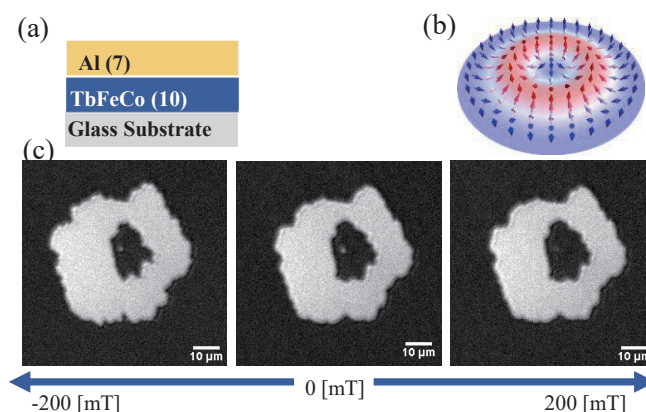 (a)
Al (7)
TbFeCo (10)
Glass Substrate
(b)
(c)
10 μm
10 μm
10 μm
-200 [mT]
0 [mT]
200 [mT]